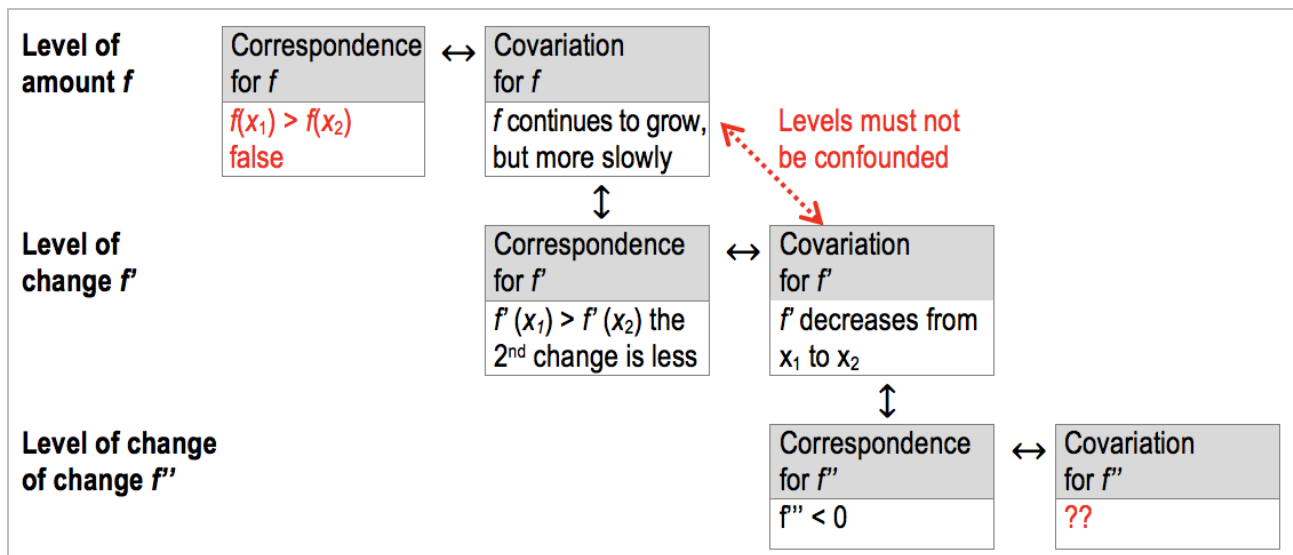 Level of
amount f
Correspondence
for f
f(x₁) > f(x₂)
false
↔
Covariation
for f
f continues to grow,
but more slowly
Levels must not
be confounded
↕
Level of
change f’
Correspondence
for f’
f’ (x₁) > f’ (x₂) the
2ⁿᵈ change is less
↔
Covariation
for f’
f’ decreases from
x₁ to x₂
↕
Level of change
of change f’’
Correspondence
for f’’
f’’ < 0
↔
Covariation
for f’’
??